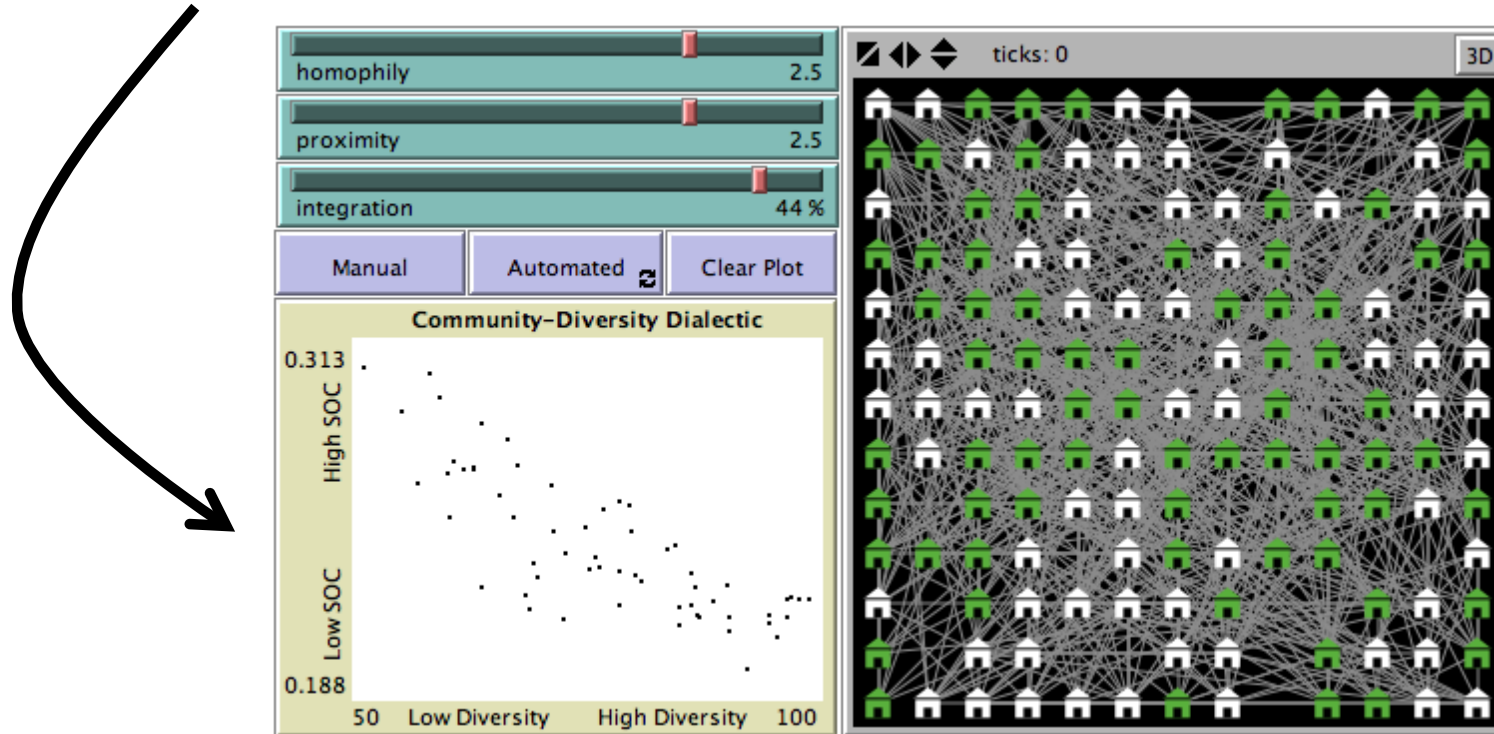 homophily 2.5
proximity 2.5
integration 44 %
Manual Automated Clear Plot
Community-Diversity Dialectic
0.313
High SOC
Low SOC
0.188
50 Low Diversity High Diversity 100
ticks: 0
3D